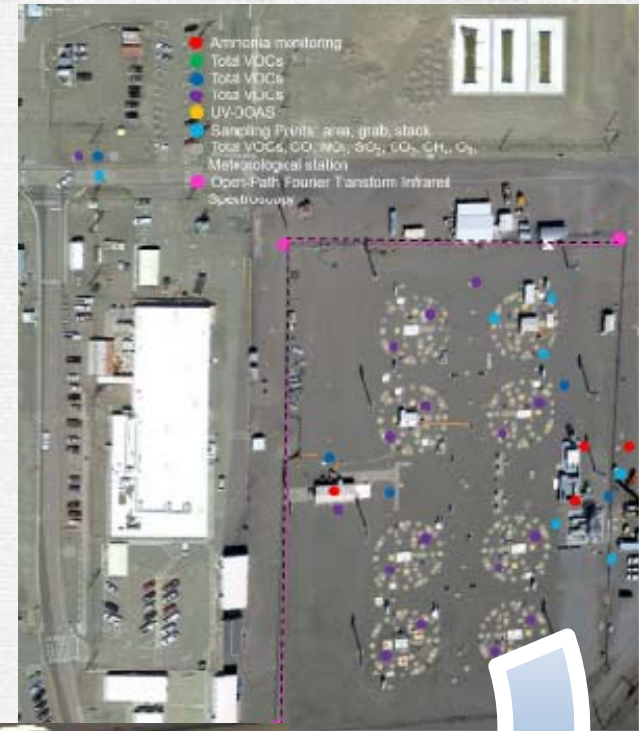 Ammonia monitoring
Total VOCs
Total VOCs
Total VOCs
UV-DOAS
Sampling Points: area, grab, stack
Total VOCs, CO, NO₂, SO₂, CO₂, CH₄, O₃,
Meteorological station
Open-Path Fourier Transform Infrared
Spectroscopy